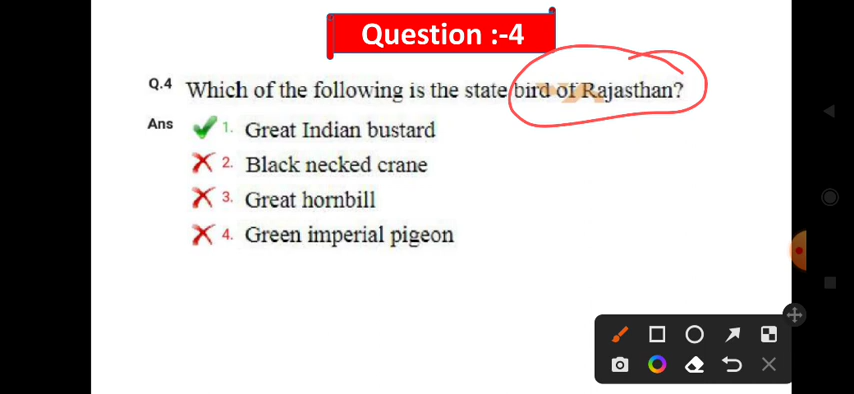 Question :-4
Q.4 Which of the following is the state bird of Rajasthan?
Ans 1. Great Indian bustard
2. Black necked crane
3. Great hornbill
4. Green imperial pigeon